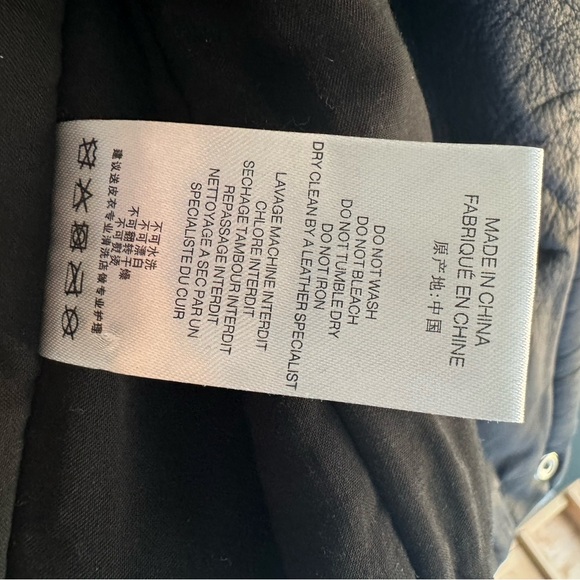 MADE IN CHINA
FABRIQUÉ EN CHINE
原产地:中国
DO NOT WASH
DO NOT BLEACH
DO NOT TUMBLE DRY
DO NOT IRON
DRY CLEAN BY A LEATHER SPECIALIST
LAVAGE MACHINE INTERDIT
CHLORE INTERDIT
SECHAGE TAMBOUR INTERDIT
REPASSAGE INTERDIT
NETTOYAGE A SEC PAR UN
SPECIALISTE DU CUIR
不可水洗
不可漂白
不可翻转干燥
不可熨烫
建议送皮衣专业清洗店做专业护理